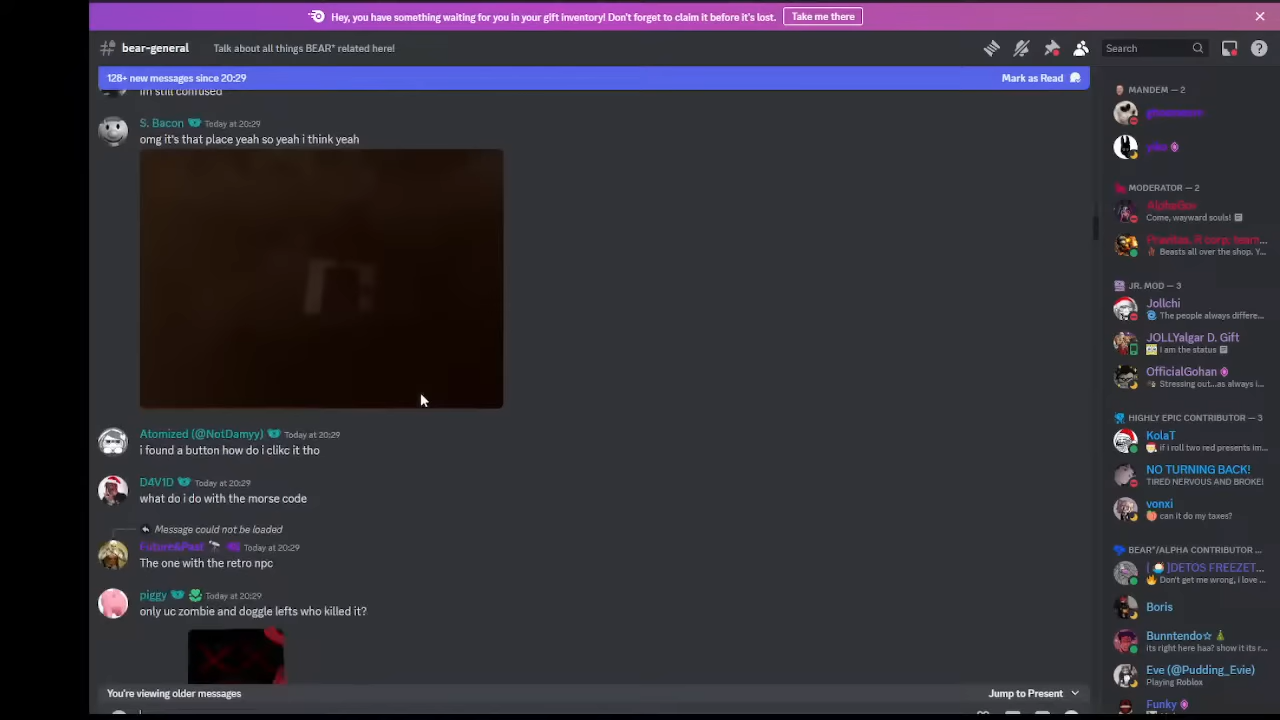 Hey, you have something waiting for you in your gift inventory! Don't forget to claim it before it's lost.
Take me there
bear-general
Talk about all things BEAR* related here!
Search
128+ new messages since 20:29
Mark as Read
im still confused
S. Bacon Today at 20:29
omg it's that place yeah so yeah i think yeah
Atomized (@NotDamyy) Today at 20:29
i found a button how do i clikc it tho
D4V1D Today at 20:29
what do i do with the morse code
Message could not be loaded
Future&Past Today at 20:29
The one with the retro npc
piggy Today at 20:29
only uc zombie and doggle lefts who killed it?
You're viewing older messages
Jump to Present
MANDEM — 2
MODERATOR — 2
Come, wayward souls!
Beasts all over the shop. Y...
JR. MOD — 3
Jollchi
The people always differe...
JOLLYalgar D. Gift
I am the status
OfficialGohan
Stressing out...as always i...
HIGHLY EPIC CONTRIBUTOR — 3
KolaT
if i roll two red presents im...
NO TURNING BACK!
TIRED NERVOUS AND BROKE!
vonxi
can it do my taxes?
BEAR*/ALPHA CONTRIBUTOR ...
DETOS FREEZET...
Don't get me wrong, i love ...
Boris
Bunntendo☆
its right here haa? show it its r...
Eve (@Pudding_Evie)
Playing Roblox
Funky